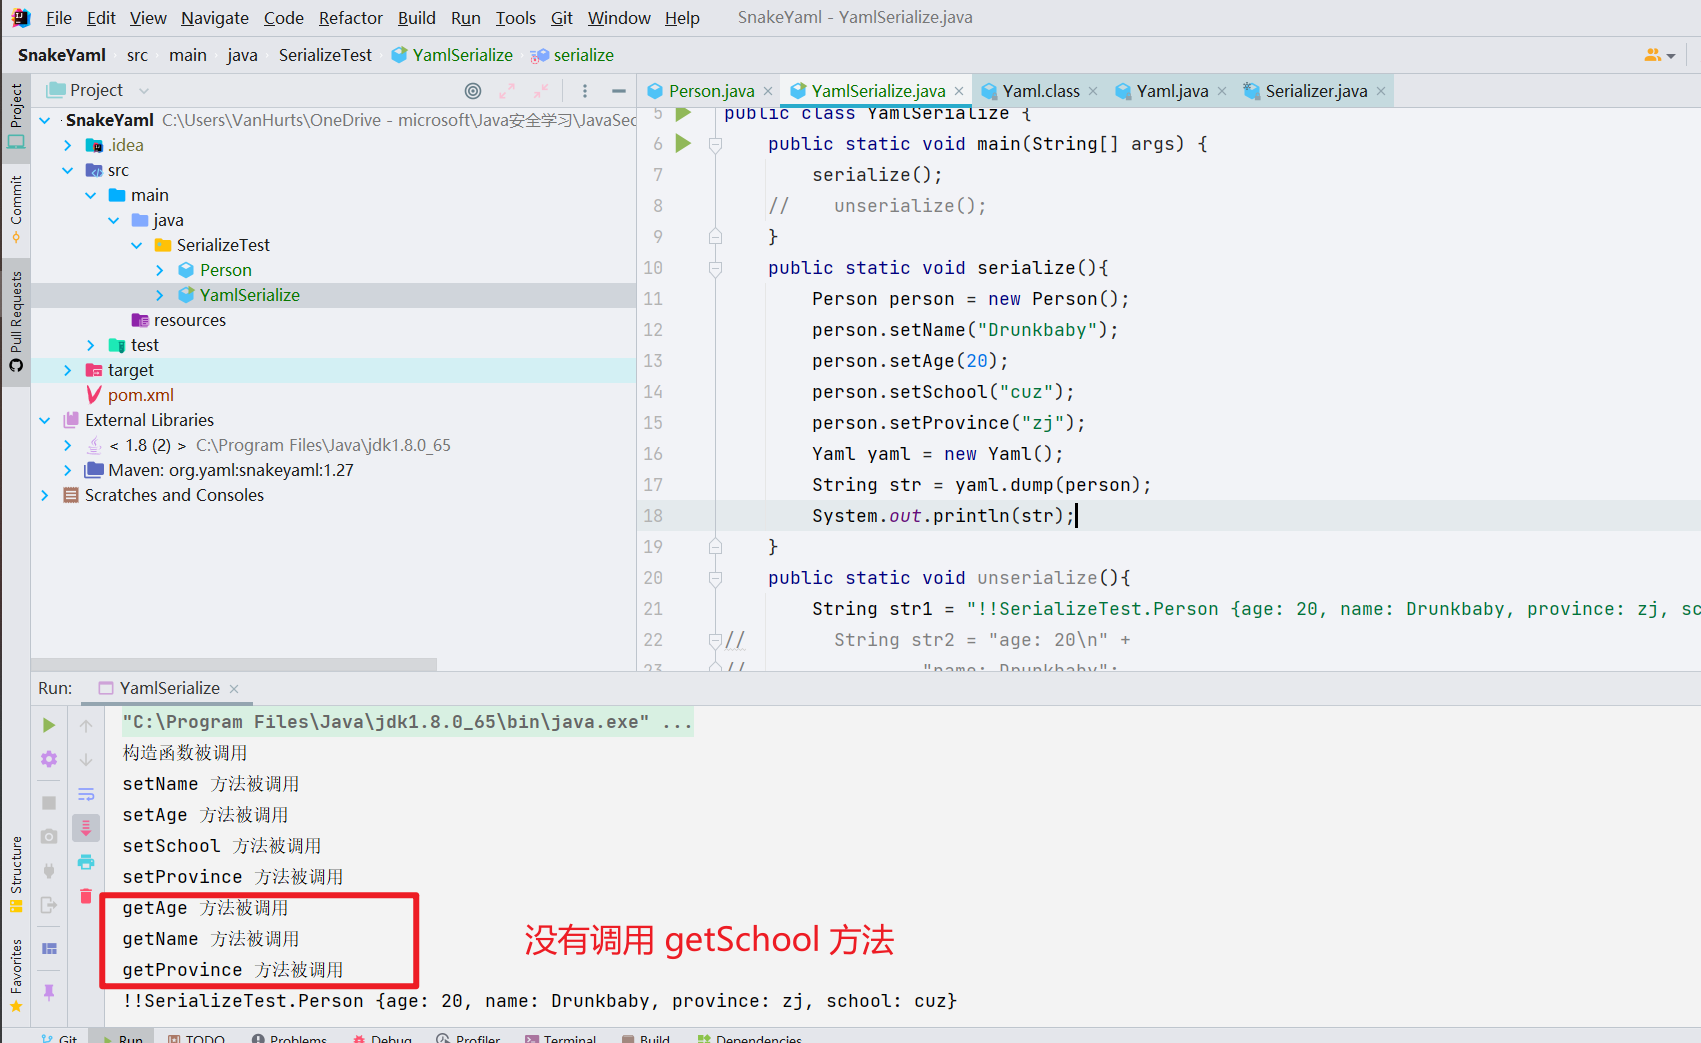 File Edit View Navigate Code Refactor Build Run Tools Git Window Help SnakeYaml - YamlSerialize.java
SnakeYaml src main java SerializeTest YamlSerialize serialize
Project
Commit
Pull Requests
Structure
Favorites
Project
SnakeYaml C:\Users\VanHurts\OneDrive - microsoft\Java安全学习\JavaSec
.idea
src
main
java
SerializeTest
Person
YamlSerialize
resources
test
target
pom.xml
External Libraries
< 1.8 (2) > C:\Program Files\Java\jdk1.8.0_65
Maven: org.yaml:snakeyaml:1.27
Scratches and Consoles
Person.java YamlSerialize.java Yaml.class Yaml.java Serializer.java
5 public class YamlSerialize {
6 public static void main(String[] args) {
7 serialize();
8 // unserialize();
9 }
10 public static void serialize(){
11 Person person = new Person();
12 person.setName("Drunkbaby");
13 person.setAge(20);
14 person.setSchool("cuz");
15 person.setProvince("zj");
16 Yaml yaml = new Yaml();
17 String str = yaml.dump(person);
18 System.out.println(str);
19 }
20 public static void unserialize(){
21 String str1 = "!!SerializeTest.Person {age: 20, name: Drunkbaby, province: zj, sc
22 // String str2 = "age: 20\n" +
23 // "name: Drunkbaby";
Run: YamlSerialize
"C:\Program Files\Java\jdk1.8.0_65\bin\java.exe" ...
构造函数被调用
setName 方法被调用
setAge 方法被调用
setSchool 方法被调用
setProvince 方法被调用
getAge 方法被调用
getName 方法被调用
getProvince 方法被调用
没有调用 getSchool 方法
!!SerializeTest.Person {age: 20, name: Drunkbaby, province: zj, school: cuz}
Git Run TODO Problems Debug Profiler Terminal Build Dependencies